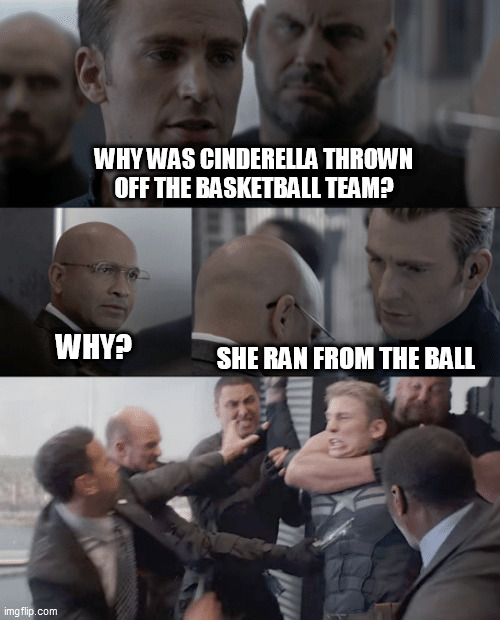 WHY WAS CINDERELLA THROWN
OFF THE BASKETBALL TEAM?
WHY?
SHE RAN FROM THE BALL
imgflip.com